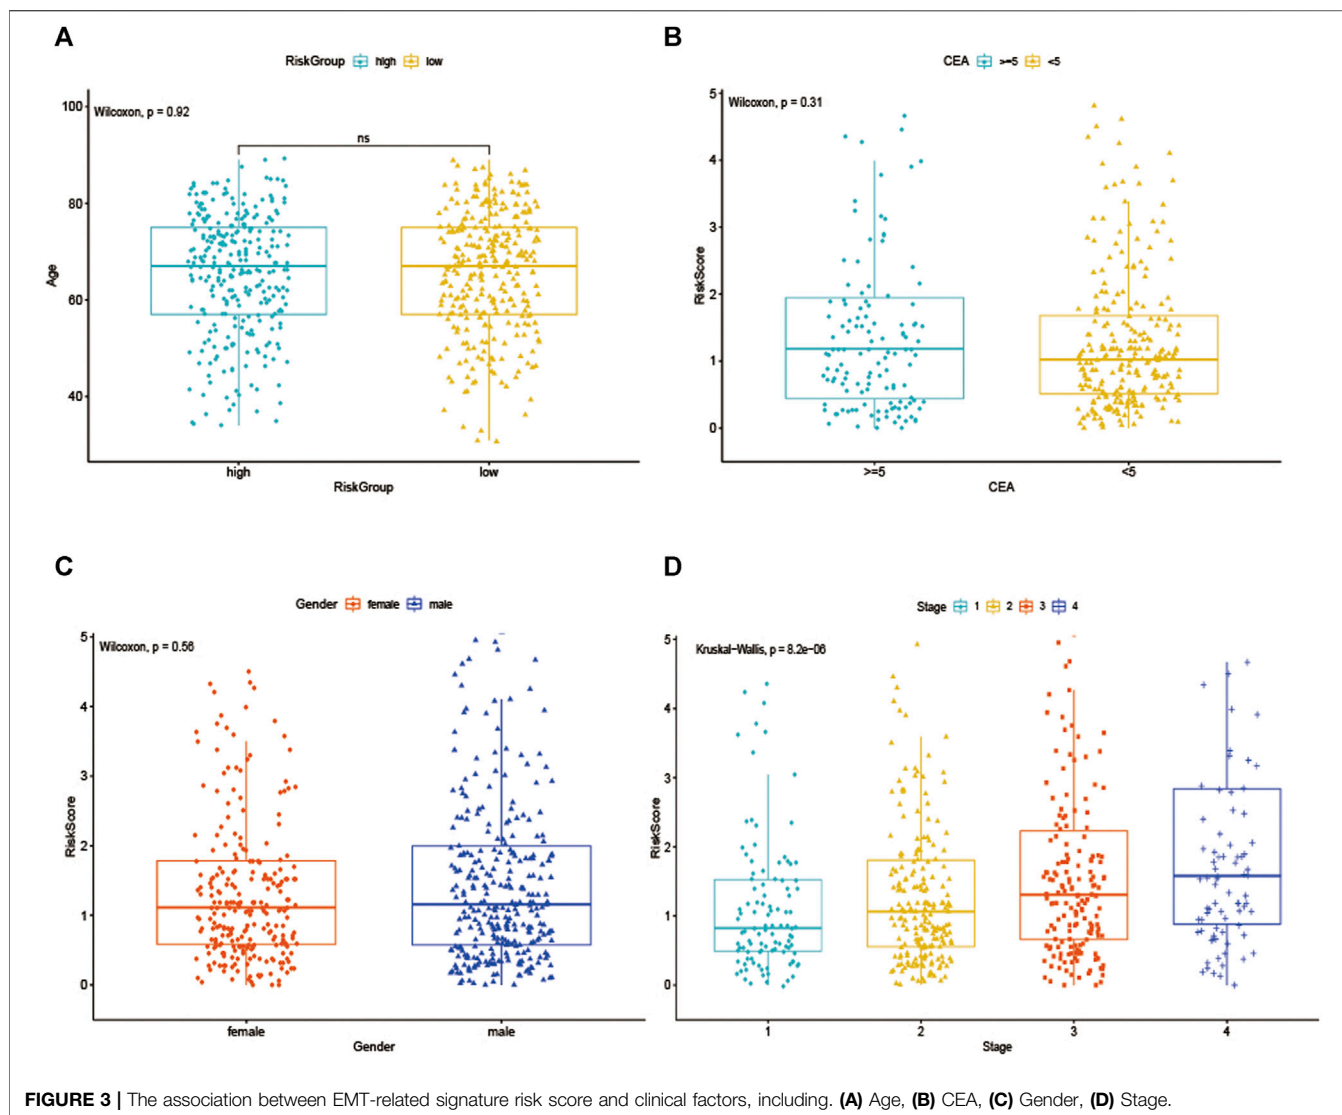 A
RiskGroup high low
Wilcoxon, p = 0.92
ns
100
80
60
40
Age
high low
RiskGroup
B
CEA >=5 <5
Wilcoxon, p = 0.31
5
4
3
2
1
0
RiskScore
>=5 <5
CEA
C
Gender female male
Wilcoxon, p = 0.56
5
4
3
2
1
0
RiskScore
female male
Gender
D
Stage 1 2 3 4
Kruskal-Wallis, p = 8.2e-06
5
4
3
2
1
0
RiskScore
1 2 3 4
Stage
FIGURE 3 | The association between EMT-related signature risk score and clinical factors, including. (A) Age, (B) CEA, (C) Gender, (D) Stage.